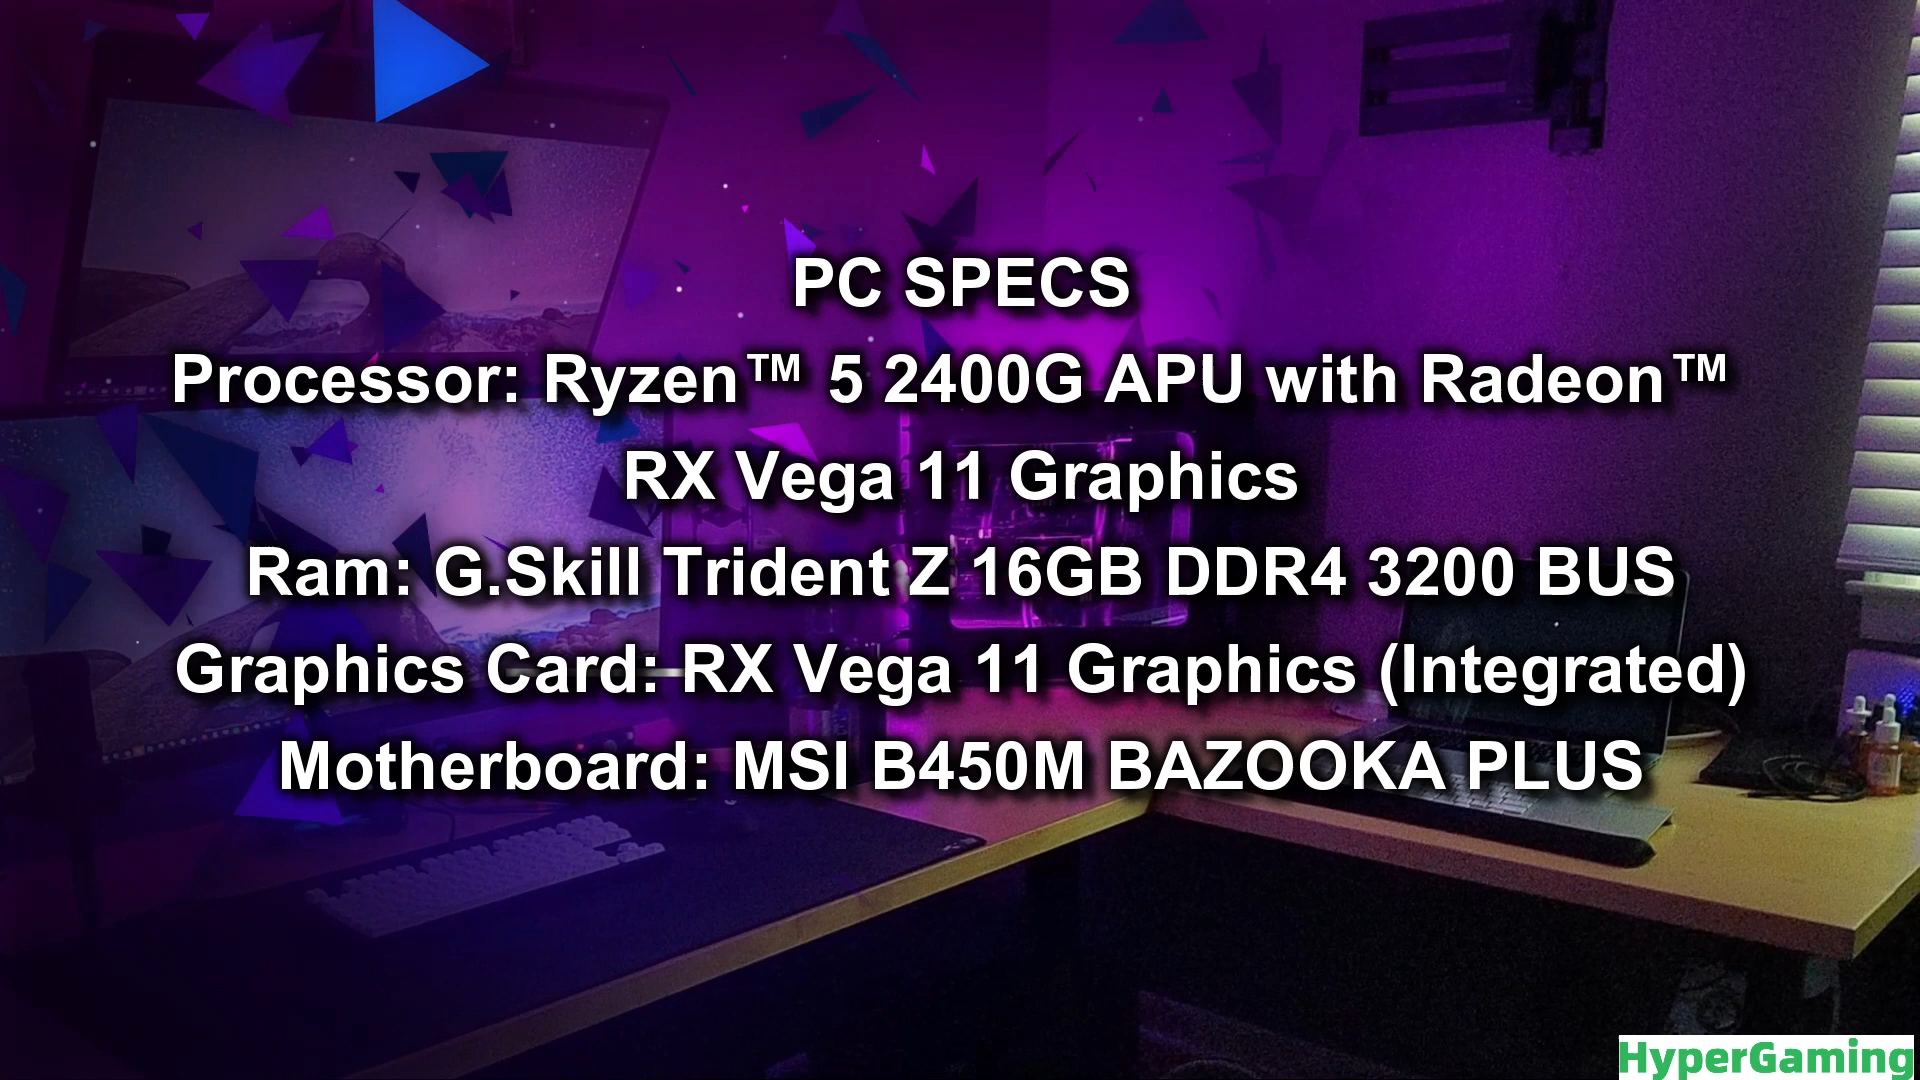 PC SPECS
Processor: Ryzen™ 5 2400G APU with Radeon™
RX Vega 11 Graphics
Ram: G.Skill Trident Z 16GB DDR4 3200 BUS
Graphics Card: RX Vega 11 Graphics (Integrated)
Motherboard: MSI B450M BAZOOKA PLUS
HyperGaming